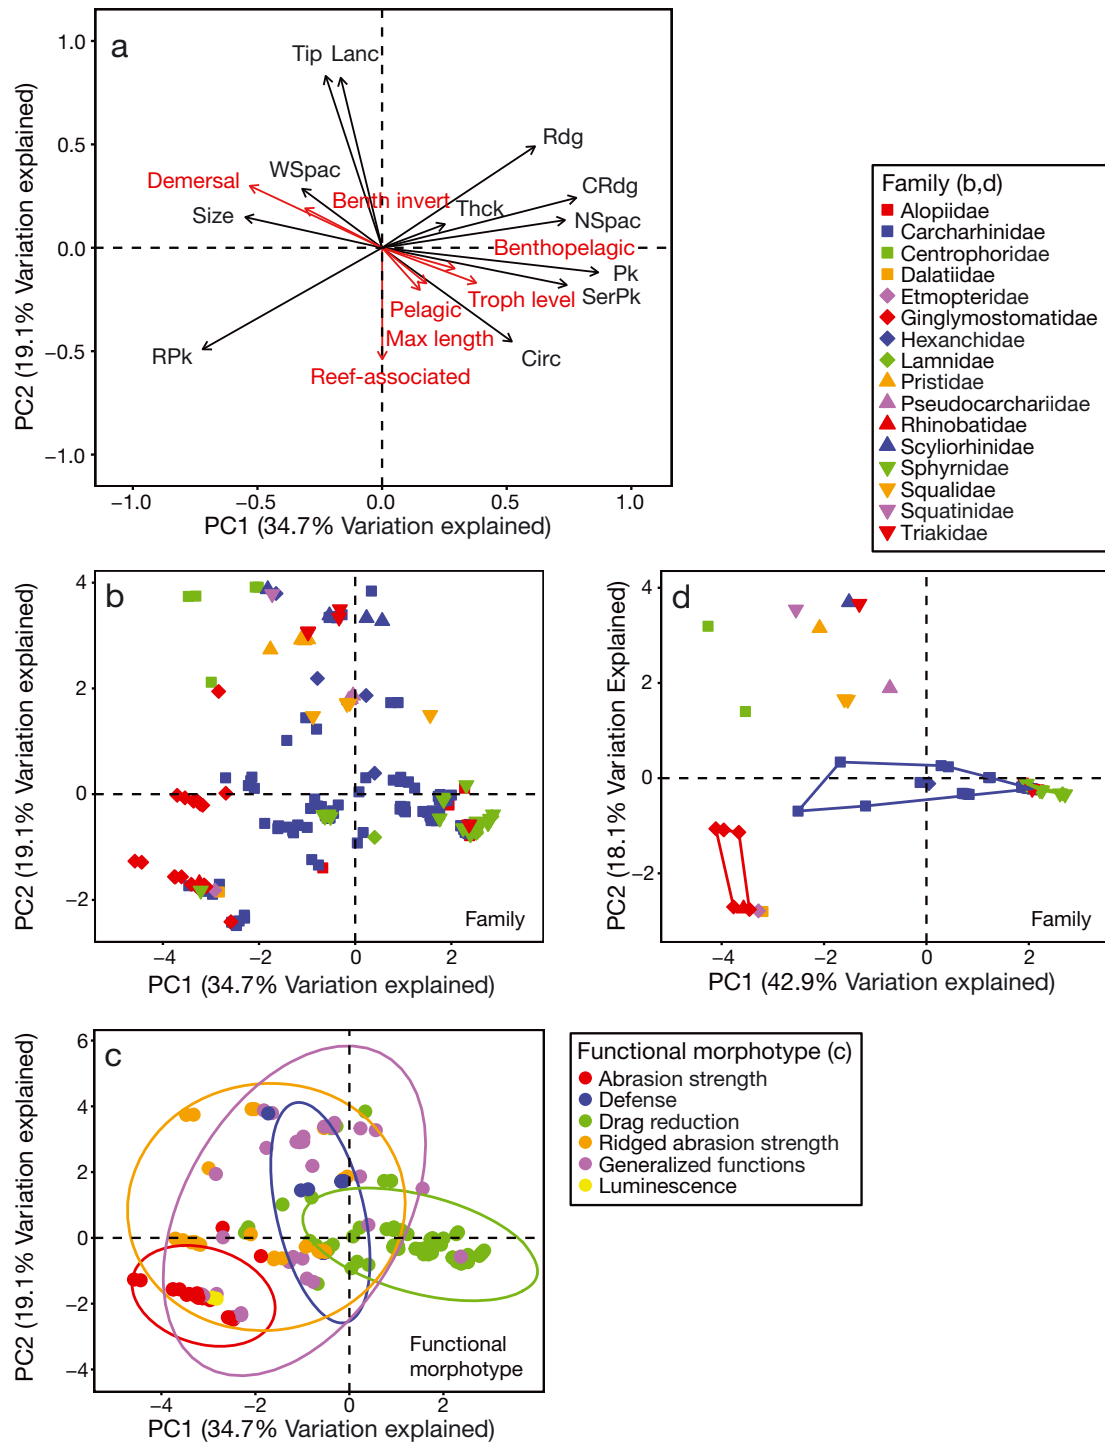 a
PC2 (19.1% Variation explained)
1.0
0.5
0.0
−0.5
−1.0
Tip Lanc
Rdg
WSpac
Demersal
CRdg
Benth invert
Thck
Size
NSpac
Benthopelagic
Pk
Troph level
SerPk
Pelagic
Max length
RPk
Circ
Reef-associated
−1.0 −0.5 0.0 0.5 1.0
PC1 (34.7% Variation explained)
Family (b,d)
Alopiidae
Carcharhinidae
Centrophoridae
Dalatiidae
Etmopteridae
Ginglymostomatidae
Hexanchidae
Lamnidae
Pristidae
Pseudocarchariidae
Rhinobatidae
Scyliorhinidae
Sphyrnidae
Squalidae
Squatinidae
Triakidae
b
PC2 (19.1% Variation explained)
4
2
0
−2
Family
−4 −2 0 2
PC1 (34.7% Variation explained)
d
PC2 (18.1% Variation Explained)
4
2
0
−2
Family
−4 −2 0 2
PC1 (42.9% Variation explained)
c
PC2 (19.1% Variation explained)
6
4
2
0
−2
−4
Functional
morphotype
−4 −2 0 2
PC1 (34.7% Variation explained)
Functional morphotype (c)
Abrasion strength
Defense
Drag reduction
Ridged abrasion strength
Generalized functions
Luminescence